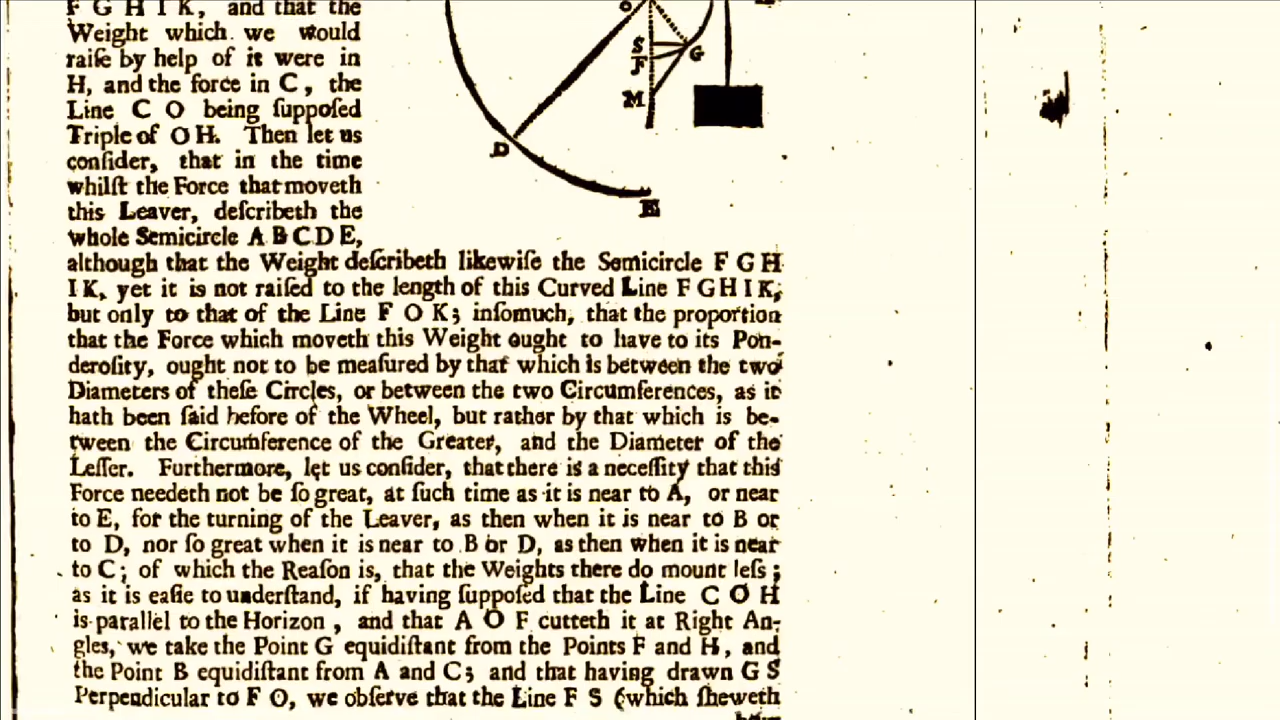 F G H I K, and that the
Weight which we would
raiſe by help of it were in
H, and the force in C, the
Line C O being ſuppoſed
Triple of O H. Then let us
conſider, that in the time
whilſt the Force that moveth
this Leaver, deſcribeth the
whole Semicircle A B C D E,
although that the Weight deſcribeth likewiſe the Semicircle F G H
I K, yet it is not raiſed to the length of this Curved Line F G H I K,
but only to that of the Line F O K; inſomuch, that the proportion
that the Force which moveth this Weight ought to have to its Pon-
deroſity, ought not to be meaſured by that which is between the two
Diameters of theſe Circles, or between the two Circumferences, as it
hath been ſaid before of the Wheel, but rather by that which is be-
tween the Circumference of the Greater, and the Diameter of the
Leſſer. Furthermore, let us conſider, that there is a neceſſity that this
Force needeth not be ſo great, at ſuch time as it is near to A, or near
to E, for the turning of the Leaver, as then when it is near to B or
to D, nor ſo great when it is near to B or D, as then when it is near
to C; of which the Reaſon is, that the Weights there do mount leſs;
as it is eaſie to underſtand, if having ſuppoſed that the Line C O H
is parallel to the Horizon, and that A O F cutteth it at Right An-
gles, we take the Point G equidiſtant from the Points F and H, and
the Point B equidiſtant from A and C; and that having drawn G S
Perpendicular to F O, we obſerve that the Line F S (which ſheweth
O
S
G
F
M
D
E